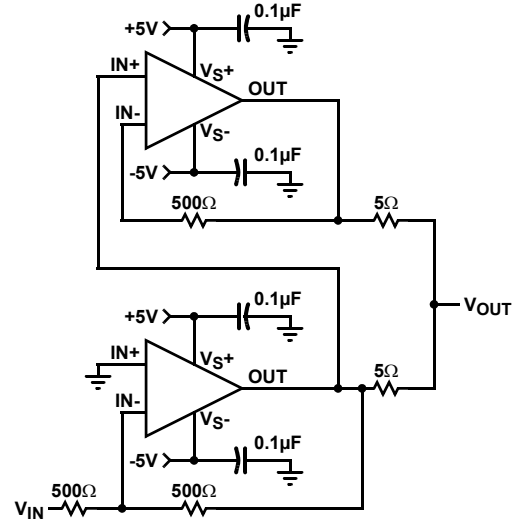 +5V
0.1µF
IN+
VS+
OUT
IN-
VS-
-5V
0.1µF
500Ω
5Ω
+5V
0.1µF
VOUT
IN+
VS+
OUT
5Ω
IN-
VS-
-5V
0.1µF
VIN
500Ω
500Ω